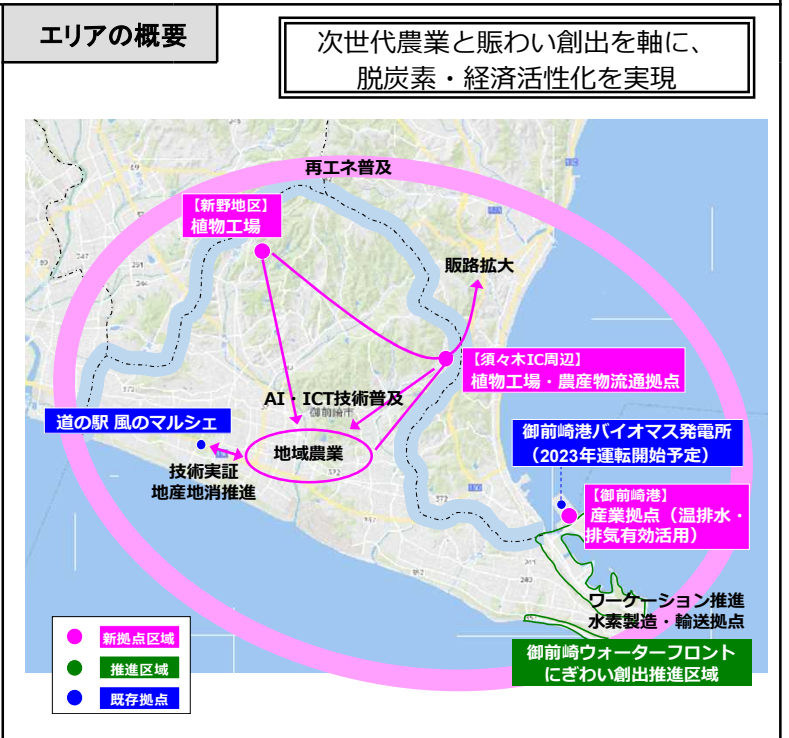 エリアの概要
次世代農業と賑わい創出を軸に、
脱炭素・経済活性化を実現
再エネ普及
【新野地区】
植物工場
販路拡大
【須々木IC周辺】
植物工場・農産物流通拠点
AI・ICT技術普及
御前崎市
道の駅 風のマルシェ
地域農業
技術実証
地産地消推進
御前崎港バイオマス発電所
（2023年運転開始予定）
【御前崎港】
産業拠点（温排水・
排気有効活用）
ワーケーション推進
水素製造・輸送拠点
御前崎ウォーターフロント
にぎわい創出推進区域
新拠点区域
推進区域
既存拠点